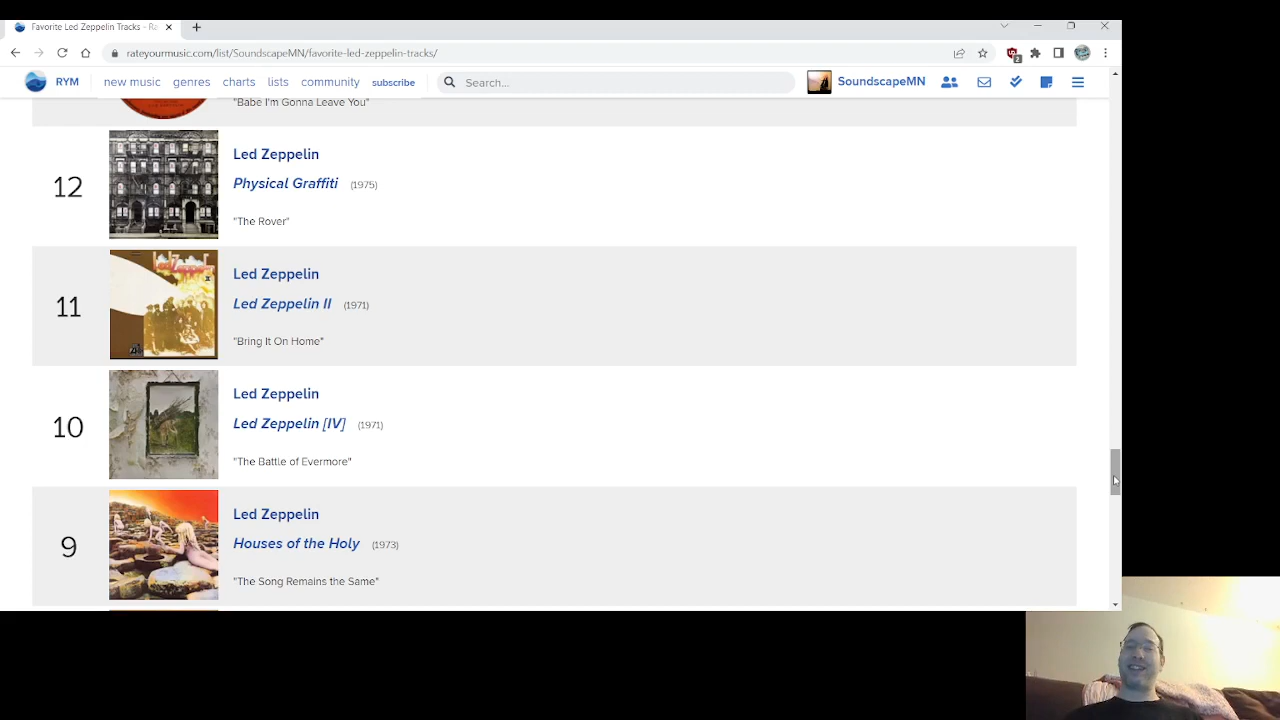 Favorite Led Zeppelin Tracks - Ra
rateyourmusic.com/list/SoundscapeMN/favorite-led-zeppelin-tracks/
2
RYM new music genres charts lists community subscribe Search... SoundscapeMN
"Babe I'm Gonna Leave You"
12
Led Zeppelin
Physical Graffiti (1975)
"The Rover"
11
Led Zeppelin
Led Zeppelin II (1971)
"Bring It On Home"
10
Led Zeppelin
Led Zeppelin [IV] (1971)
"The Battle of Evermore"
9
Led Zeppelin
Houses of the Holy (1973)
"The Song Remains the Same"